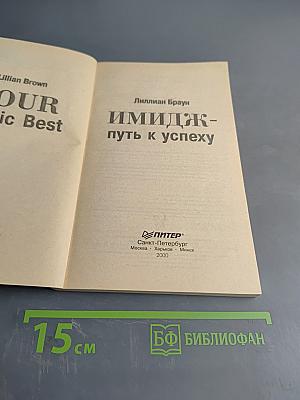 Lillian Brown
OUR
ic Best
Лиллиан Браун
ИМИДЖ-
путь к успеху
ПИТЕР
Санкт-Петербург
Москва • Харьков • Минск
2000
15 см
БФ БИБЛИОФАН